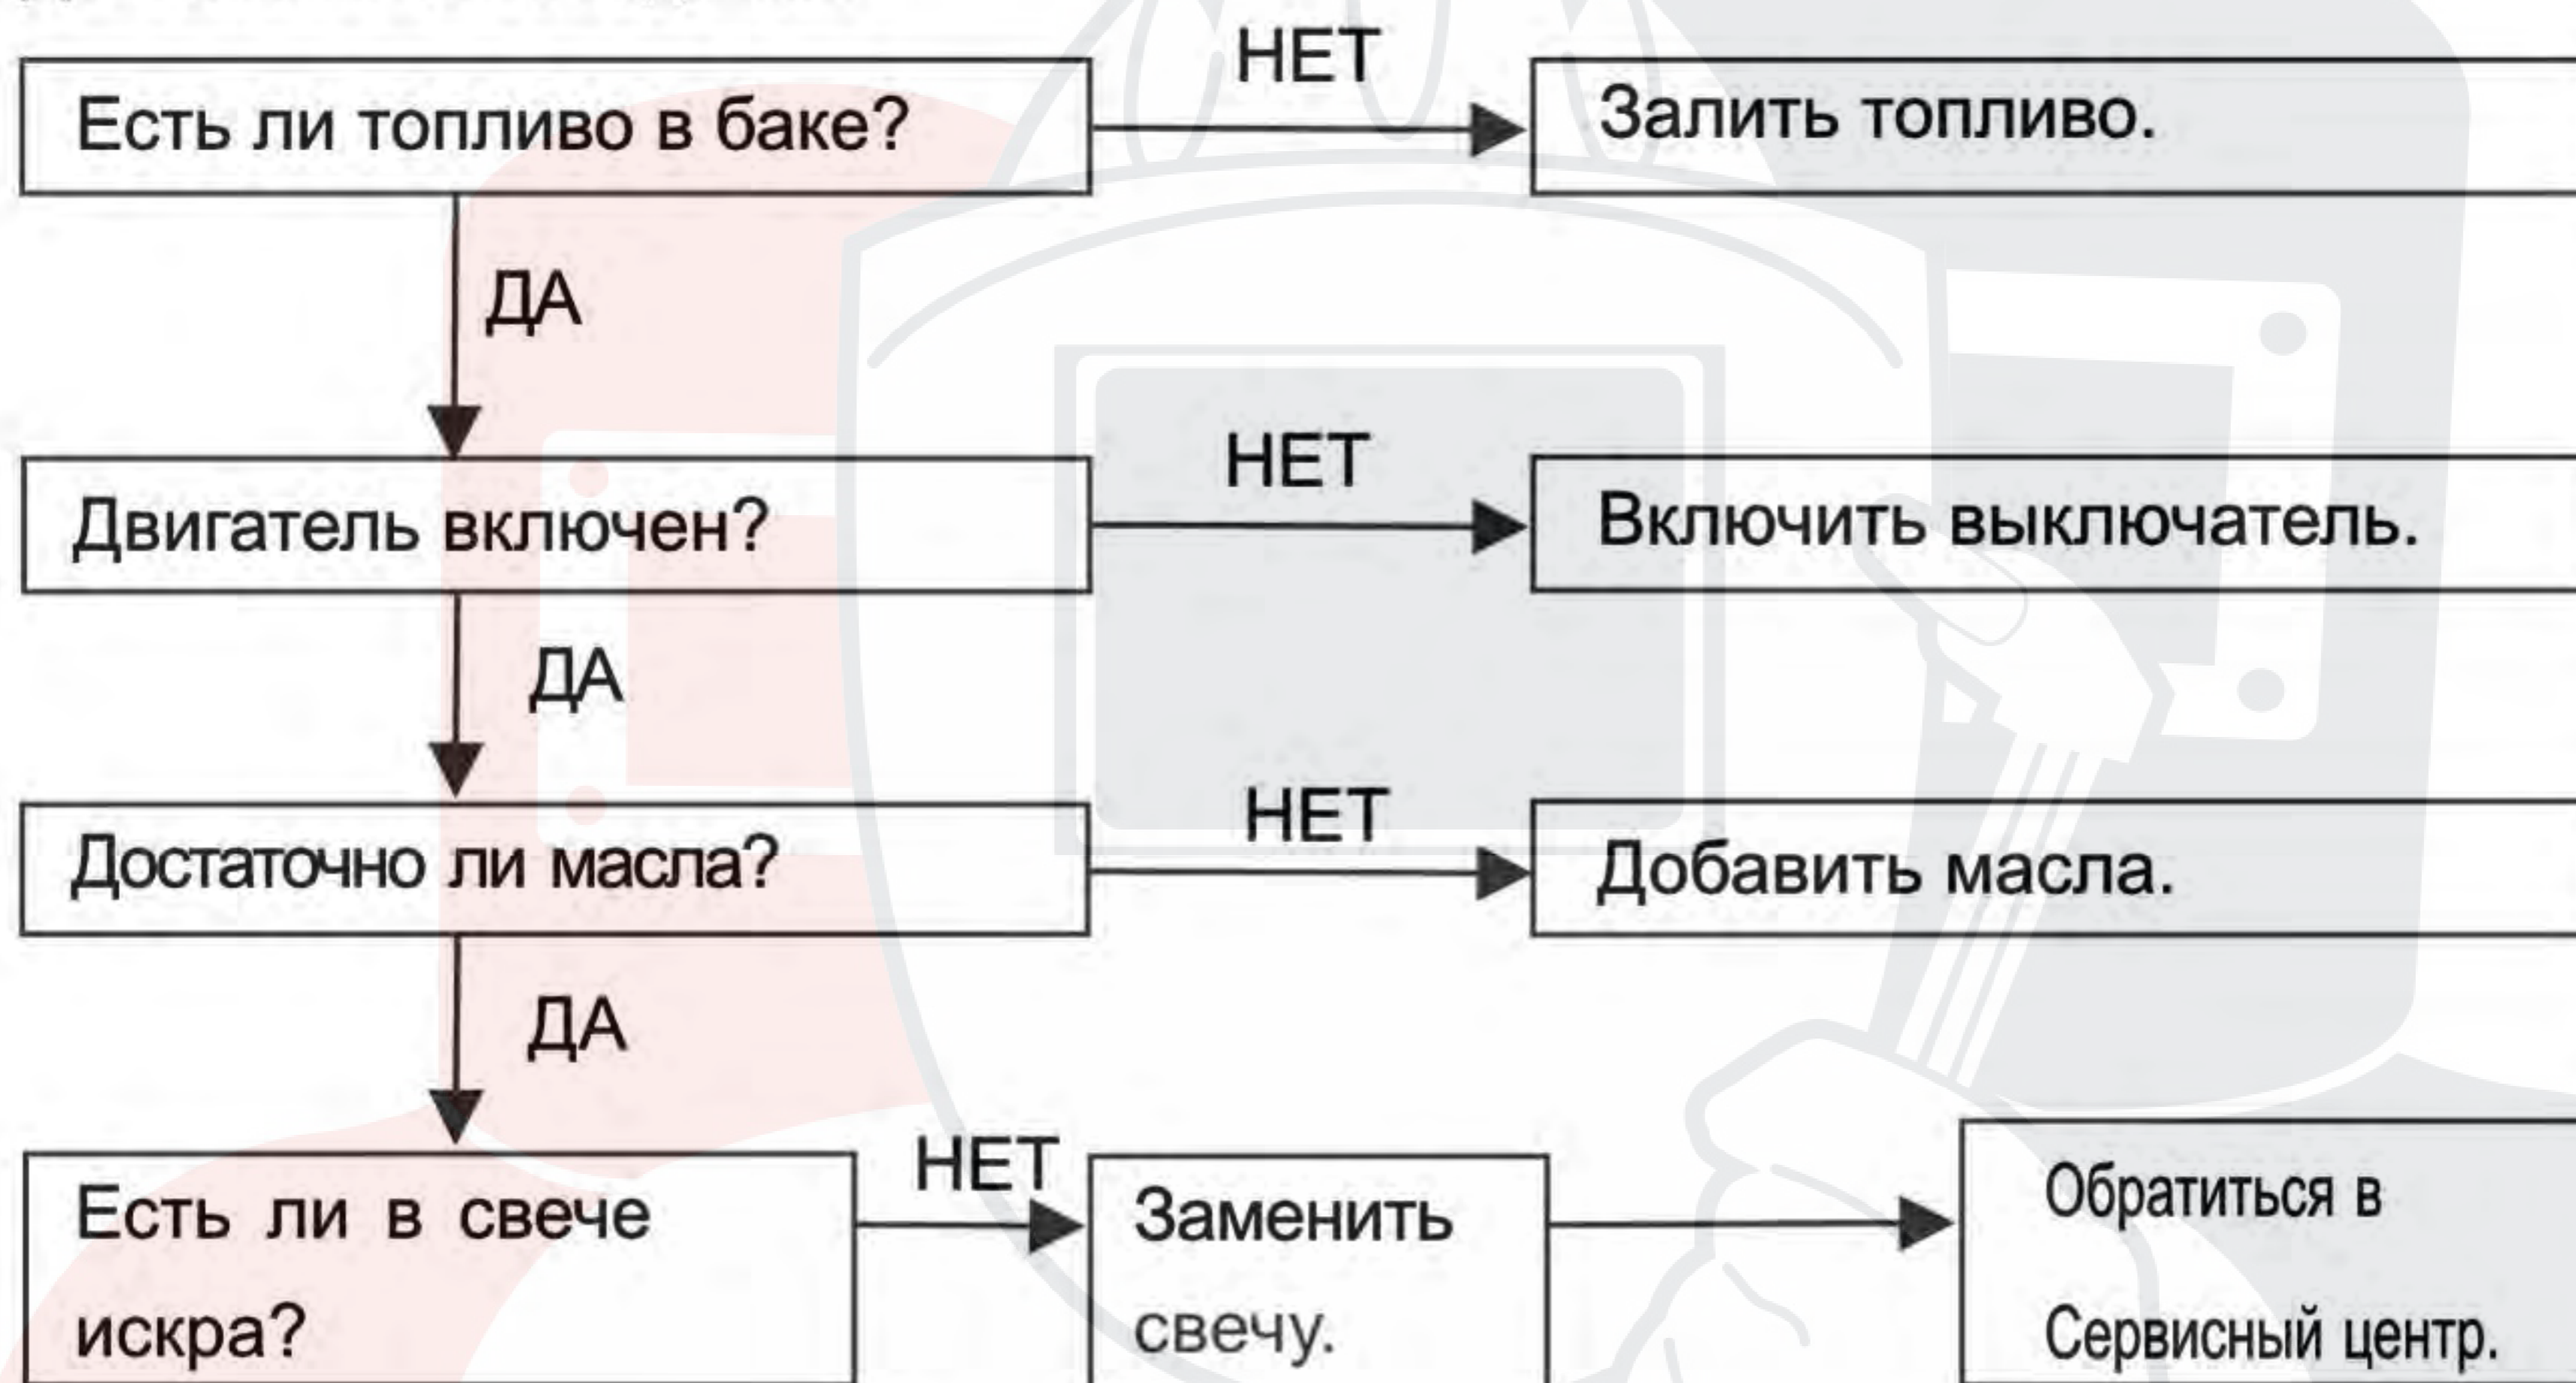 НЕТ
Есть ли топливо в баке?
Залить топливо.
ДА
НЕТ
Двигатель включен?
Включить выключатель.
ДА
НЕТ
Достаточно ли масла?
Добавить масла.
ДА
НЕТ
Есть ли в свече
искра?
Заменить
свечу.
Обратиться в
Сервисный центр.